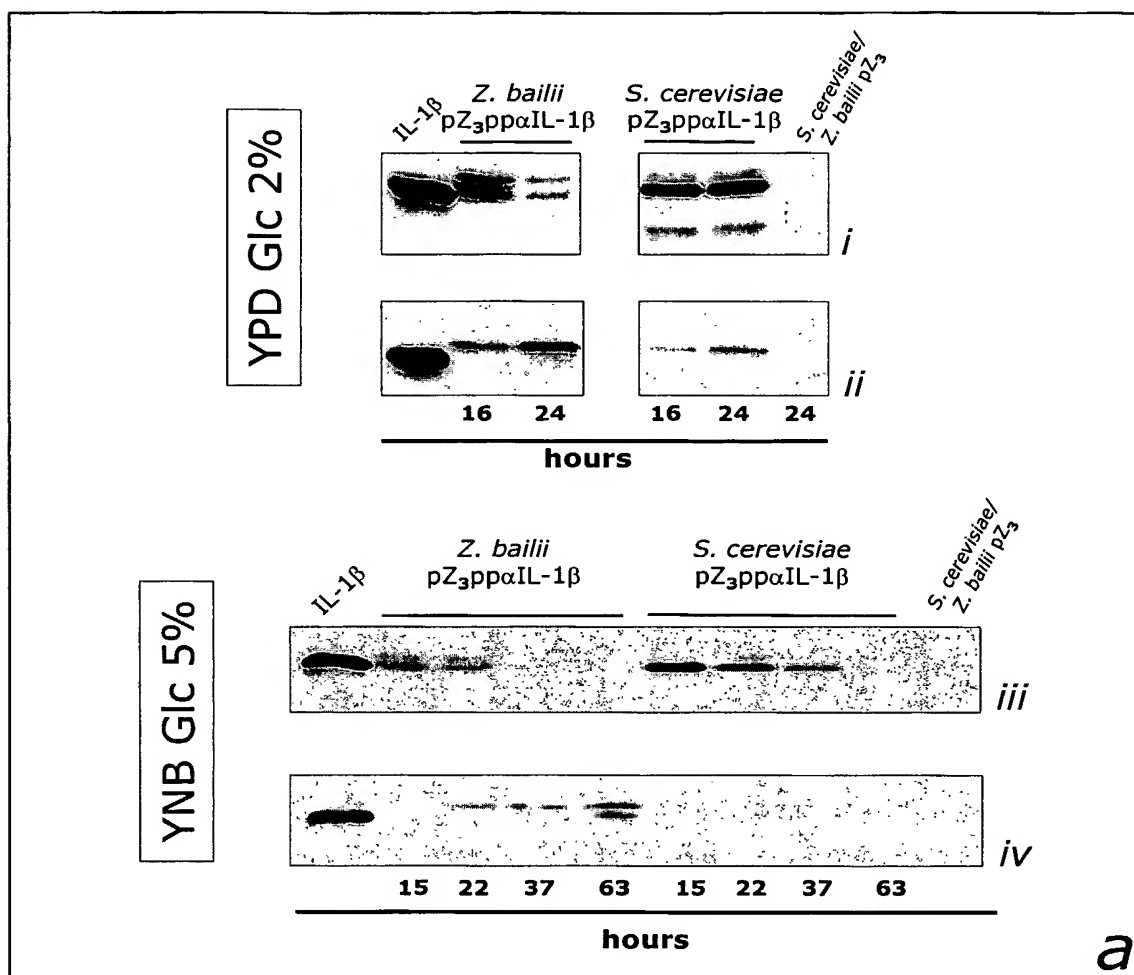 YPD Glc 2%
IL-1β
Z. bailii
pZ₃ppαIL-1β
S. cerevisiae
pZ₃ppαIL-1β
S. cerevisiae/
Z. bailii pZ₃
i
ii
16 24 16 24 24
hours
YNB Glc 5%
IL-1β
Z. bailii
pZ₃ppαIL-1β
S. cerevisiae
pZ₃ppαIL-1β
S. cerevisiae/
Z. bailii pZ₃
iii
iv
15 22 37 63 15 22 37 63
hours
a